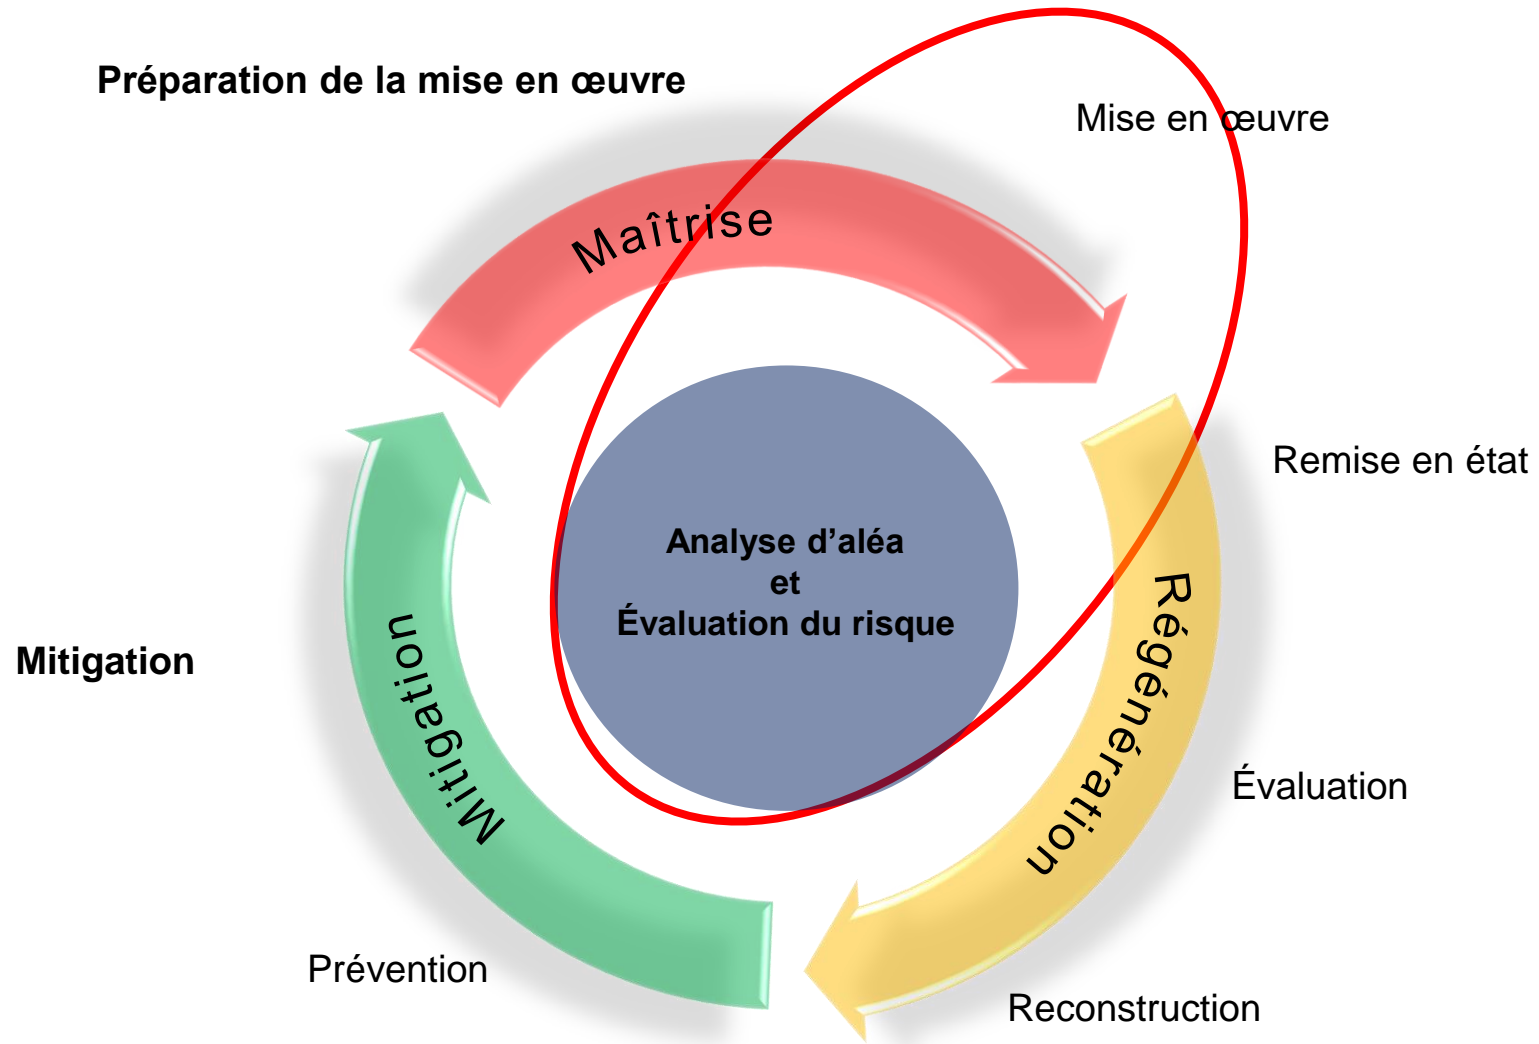 Préparation de la mise en œuvre
Mise en œuvre
Maîtrise
Remise en état
Analyse d’aléa
et
Évaluation du risque
Régénération
Mitigation
Mitigation
Évaluation
Prévention
Reconstruction